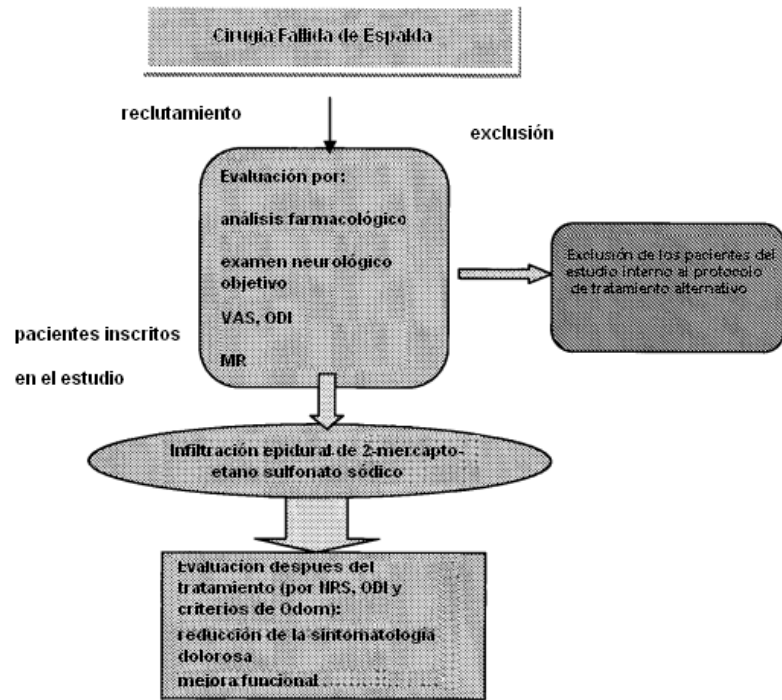 Cirugía Fallida de Espalda
reclutamiento
exclusión
Evaluación por:
análisis farmacológico
examen neurológico
objetivo
VAS, ODI
MR
Exclusión de los pacientes del
estudio interno al protocolo
de tratamiento alternativo
pacientes inscritos
en el estudio
Infiltración epidural de 2-mercapto-
etano sulfonato sódico
Evaluación despues del
tratamiento (por NRS, ODI y
criterios de Odom):
reducción de la sintomatología
dolorosa
mejora funcional